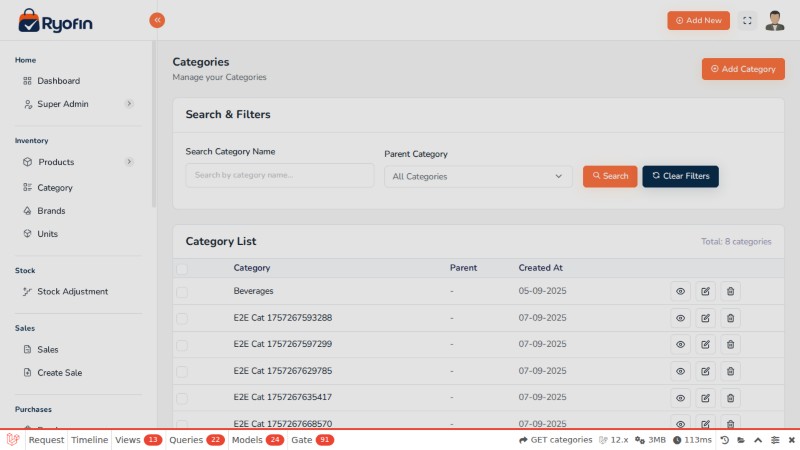 Ryofin
Add New
Home
Dashboard
Super Admin
Inventory
Products
Category
Brands
Units
Stock
Stock Adjustment
Sales
Sales
Create Sale
Purchases
Categories
Manage your Categories
Add Category
Search & Filters
Search Category Name
Parent Category
Search by category name...
All Categories
Search
Clear Filters
Category List
Total: 8 categories
Category Parent Created At
Beverages - 05-09-2025
E2E Cat 1757267593288 - 07-09-2025
E2E Cat 1757267597299 - 07-09-2025
E2E Cat 1757267629785 - 07-09-2025
E2E Cat 1757267635417 - 07-09-2025
E2E Cat 1757267668570 - 07-09-2025
Request Timeline Views 13 Queries 22 Models 24 Gate 91 GET categories 12.x 3MB 113ms